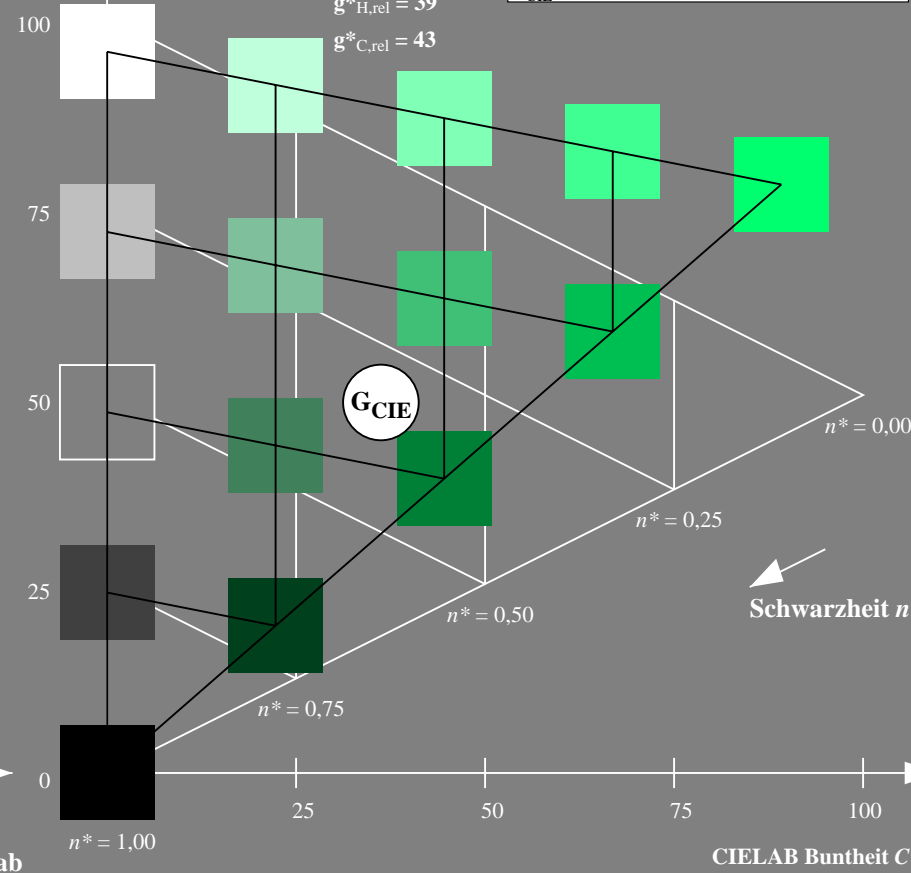 g*H,rel = 39
g*C,rel = 43
100
75
50
25
0
GCIE
n* = 0,00
n* = 0,25
n* = 0,50
n* = 0,75
n* = 1,00
Schwarzheit n
25
50
75
100
ab
CIELAB Buntheit C